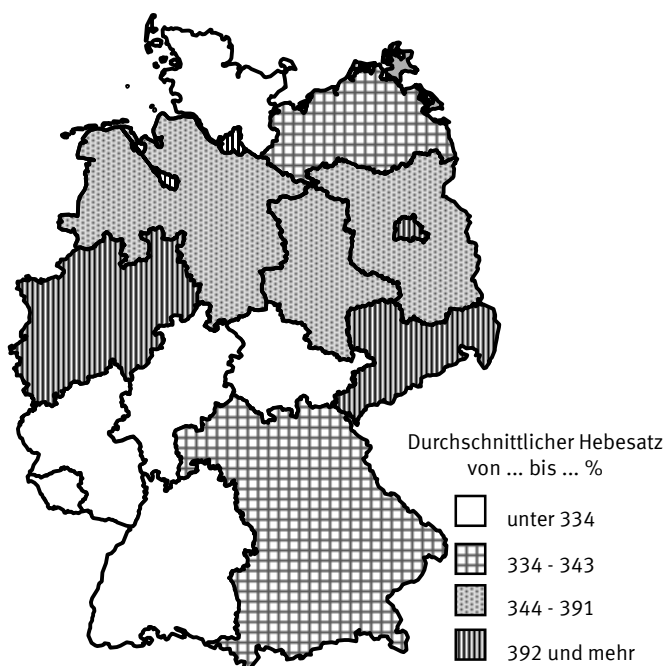 Durchschnittlicher Hebesatz
von ... bis ... %
unter 334
334 - 343
344 - 391
392 und mehr